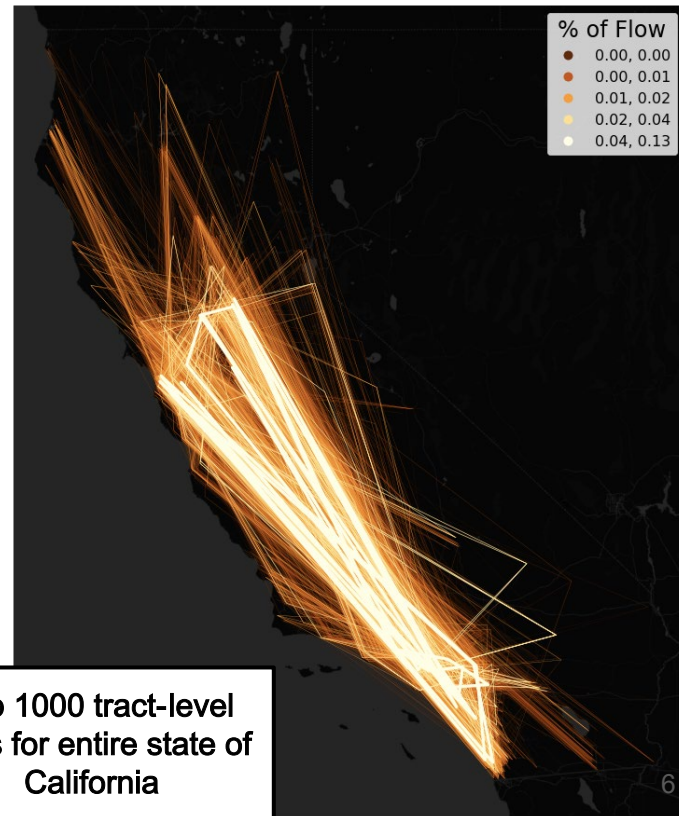 % of Flow
0.00, 0.00
0.00, 0.01
0.01, 0.02
0.02, 0.04
0.04, 0.13
1000 tract-level
for entire state of
California
6